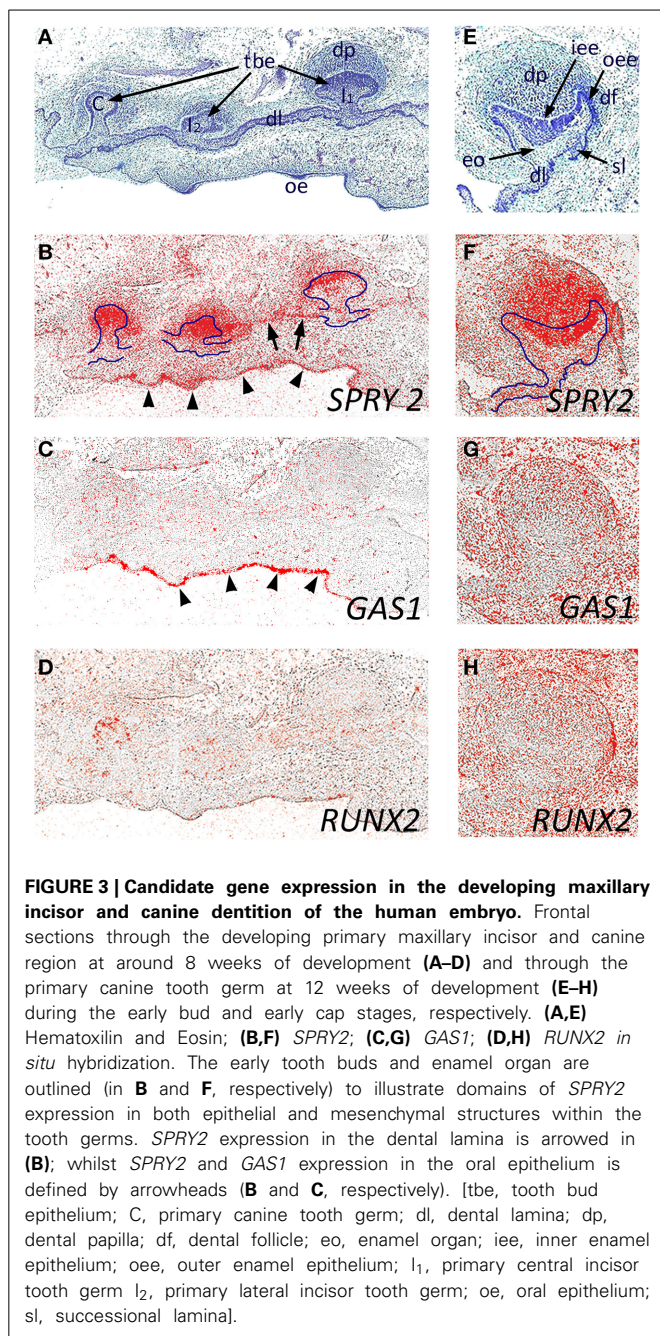 A
tbe
dp
C
I₂
I₁
dl
oe
E
iee
oee
dp
df
eo
dl
sl
B
SPRY 2
F
SPRY2
C
GAS1
G
GAS1
D
RUNX2
H
RUNX2
FIGURE 3 | Candidate gene expression in the developing maxillary
incisor and canine dentition of the human embryo. Frontal
sections through the developing primary maxillary incisor and canine
region at around 8 weeks of development (A–D) and through the
primary canine tooth germ at 12 weeks of development (E–H)
during the early bud and early cap stages, respectively. (A,E)
Hematoxilin and Eosin; (B,F) SPRY2; (C,G) GAS1; (D,H) RUNX2 in
situ hybridization. The early tooth buds and enamel organ are
outlined (in B and F, respectively) to illustrate domains of SPRY2
expression in both epithelial and mesenchymal structures within the
tooth germs. SPRY2 expression in the dental lamina is arrowed in
(B); whilst SPRY2 and GAS1 expression in the oral epithelium is
defined by arrowheads (B and C, respectively). [tbe, tooth bud
epithelium; C, primary canine tooth germ; dl, dental lamina; dp,
dental papilla; df, dental follicle; eo, enamel organ; iee, inner enamel
epithelium; oee, outer enamel epithelium; I₁, primary central incisor
tooth germ I₂, primary lateral incisor tooth germ; oe, oral epithelium;
sl, successional lamina].